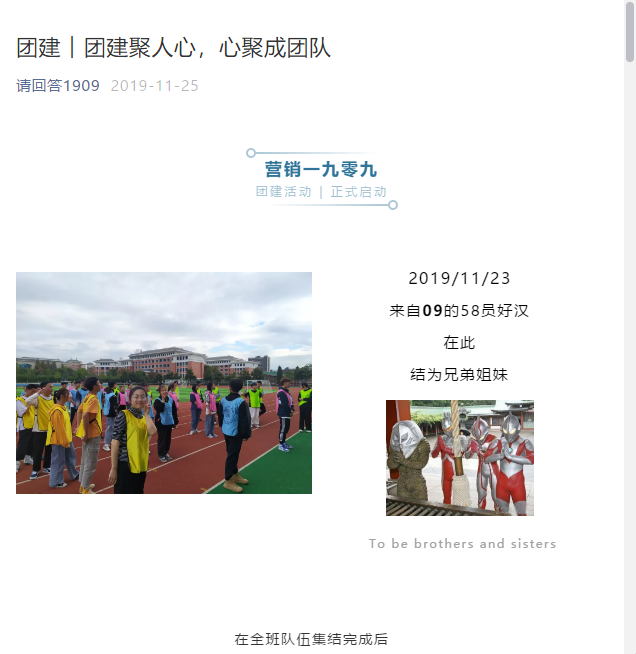 团建｜团建聚人心，心聚成团队
请回答1909 2019-11-25
营销一九零九
团建活动 | 正式启动
2019/11/23
来自09的58员好汉
在此
结为兄弟姐妹
To be brothers and sisters
在全班队伍集结完成后